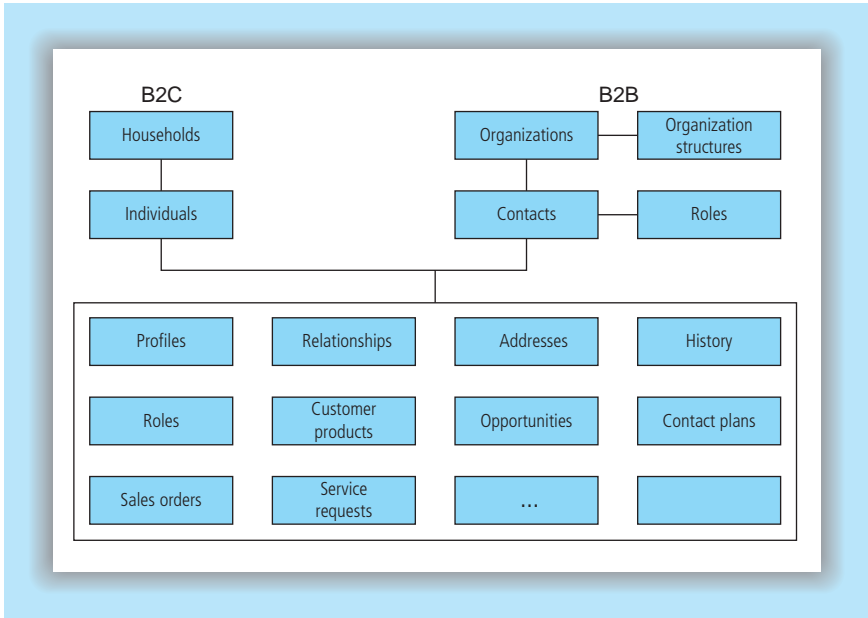 B2C
B2B
Households
Organizations
Organization
structures
Individuals
Contacts
Roles
Profiles
Relationships
Addresses
History
Roles
Customer
products
Opportunities
Contact plans
Sales orders
Service
requests
...